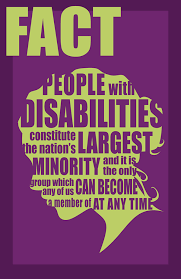 FACT
PEOPLE with
DISABILITIES
constitute
the nation's LARGEST
MINORITY and it is
the only
group which CAN BECOME
any of us
a member of AT ANY TIME